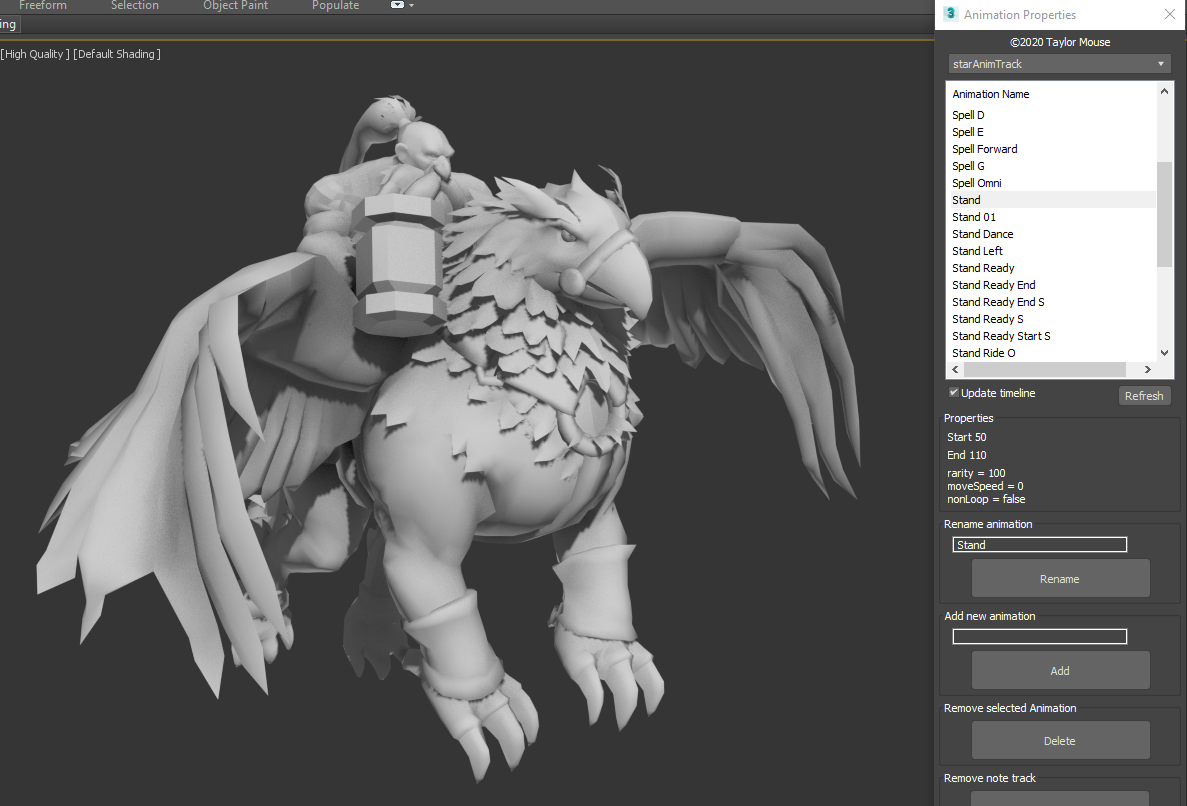 Freeform Selection Object Paint Populate
ing
[High Quality ] [Default Shading ]
3 Animation Properties
©2020 Taylor Mouse
starAnimTrack
Animation Name
Spell D
Spell E
Spell Forward
Spell G
Spell Omni
Stand
Stand 01
Stand Dance
Stand Left
Stand Ready
Stand Ready End
Stand Ready End S
Stand Ready S
Stand Ready Start S
Stand Ride O
Update timeline
Refresh
Properties
Start 50
End 110
rarity = 100
moveSpeed = 0
nonLoop = false
Rename animation
Stand
Rename
Add new animation
Add
Remove selected Animation
Delete
Remove note track